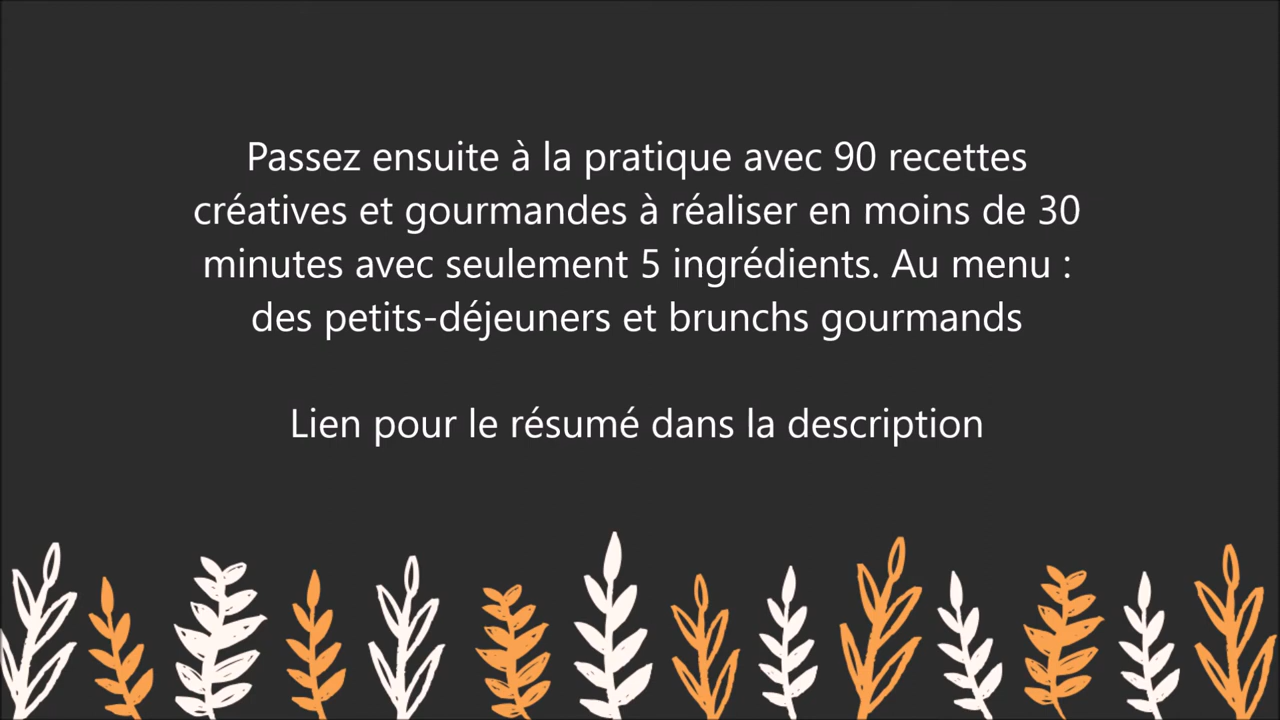 Passez ensuite à la pratique avec 90 recettes
créatives et gourmandes à réaliser en moins de 30
minutes avec seulement 5 ingrédients. Au menu :
des petits-déjeuners et brunchs gourmands
Lien pour le résumé dans la description